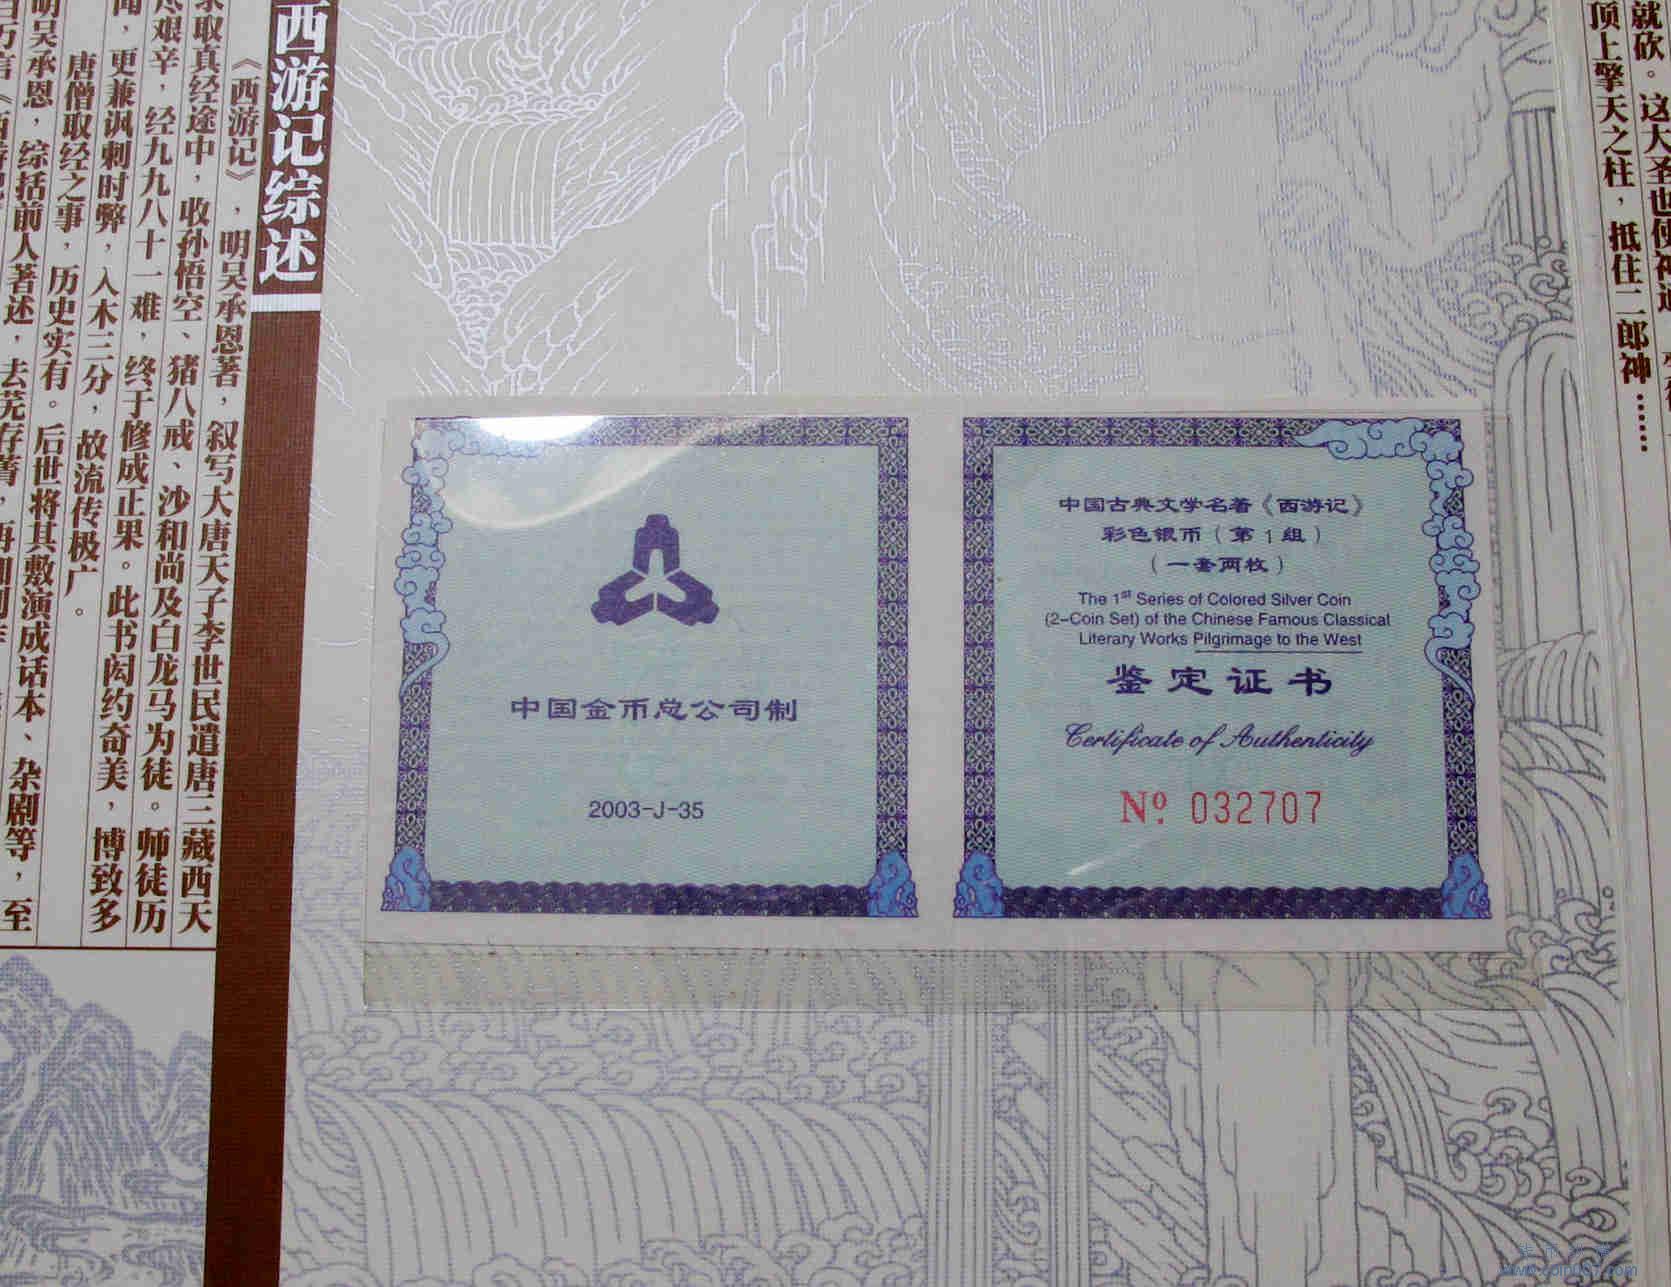 西游记综述
《西游记》，明吴承恩著，叙写大唐天子李世民遣唐三藏西天
取真经途中，收孙悟空、猪八戒、沙和尚及白龙马为徒。师徒历
尽艰辛，经九九八十一难，终于修成正果。此书闳约奇美，博致多
闻，更兼讽刺时弊，入木三分，故流传极广。
唐僧取经之事，历史实有。后世将其敷演成话本、杂剧等，至
明吴承恩，综括前人著述，去芜存菁，再
中国金币总公司制
2003-J-35
中国古典文学名著《西游记》
彩色银币（第1组）
（一套两枚）
The 1st Series of Colored Silver Coin
(2-Coin Set) of the Chinese Famous Classical
Literary Works Pilgrimage to the West
鉴定证书
Certificate of Authenticity
Nº 032707
就砍。这大圣也使神通
顶上擎天之柱，抵住二郎神……